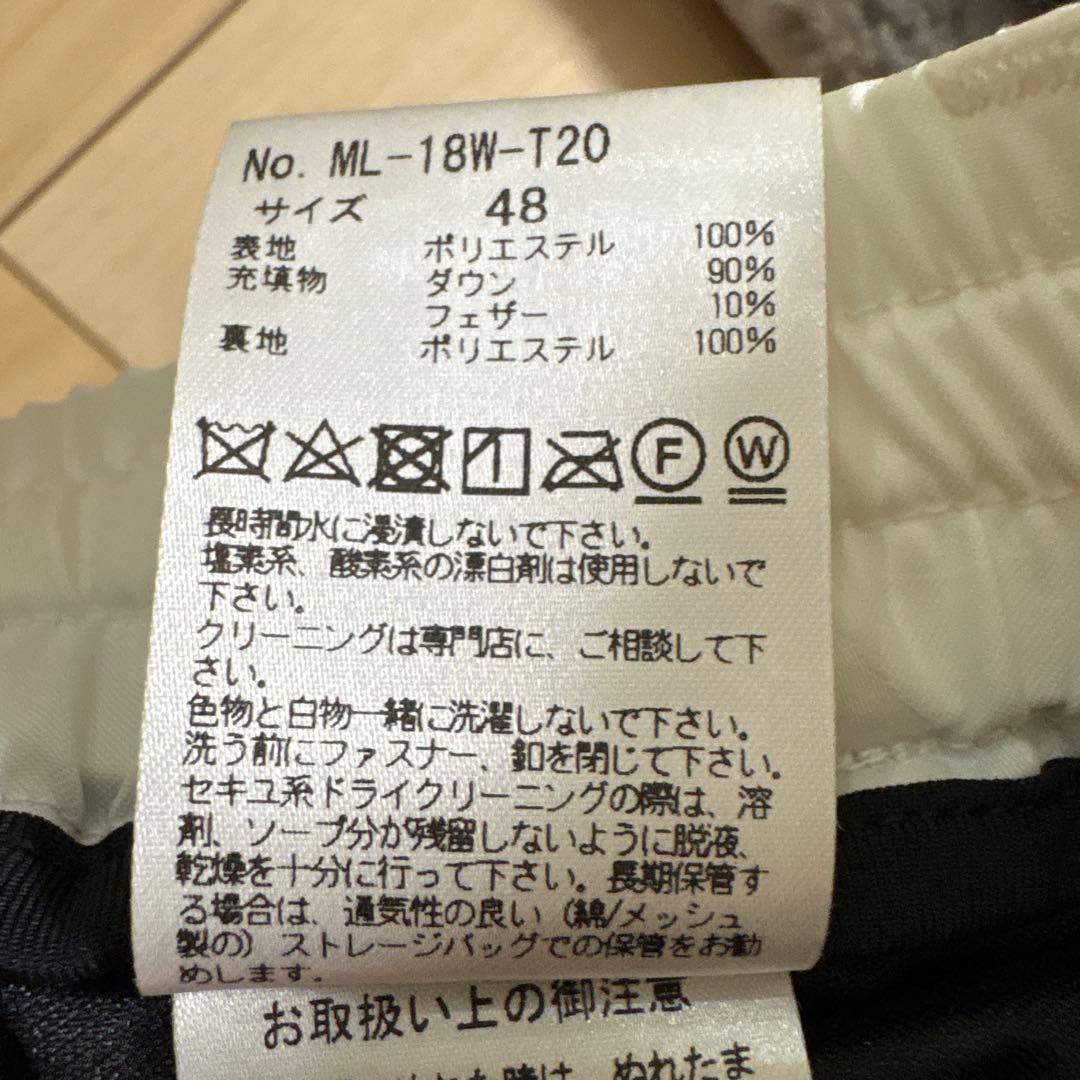 No. ML-18W-T20
サイズ 48
表地 ポリエステル 100%
充填物 ダウン 90%
フェザー 10%
裏地 ポリエステル 100%
F W
長時間水に浸漬しないで下さい。
塩素系、酸素系の漂白剤は使用しないで
下さい。
クリーニングは専門店に、ご相談して下
さい。
色物と白物一緒に洗濯しないで下さい。
洗う前にファスナー、釦を閉じて下さい。
セキユ系ドライクリーニングの際は、溶
剤、ソープ分が残留しないように脱液、
乾燥を十分に行って下さい。長期保管す
る場合は、通気性の良い（綿/メッシュ
製の）ストレージバッグでの保管をお勧
めします。
お取扱い上の御注意
時は、ぬれたま